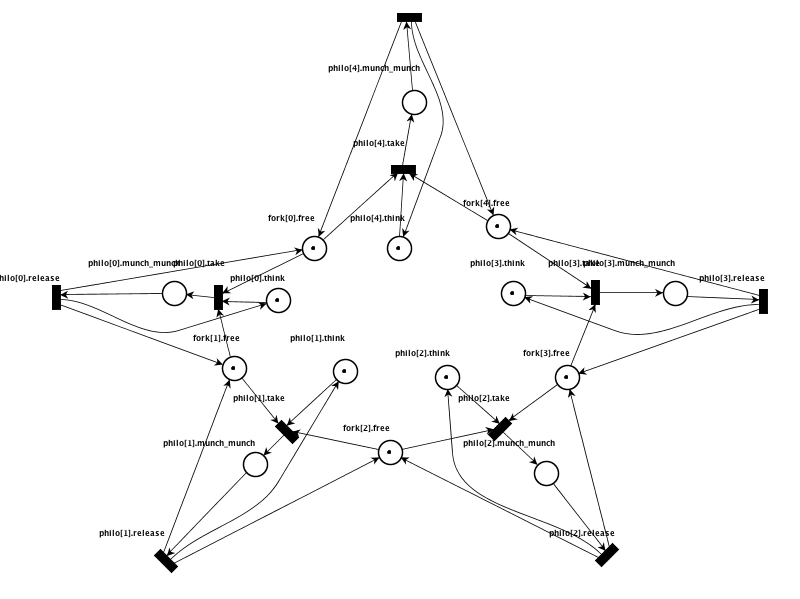 philo[4].munch_munch
philo[4].take
fork[4].free
fork[0].free
philo[4].think
philo[0].munch_munch
philo[0].take
philo[3].think
philo[3].take
philo[3].munch_munch
hilo[0].release
philo[0].think
philo[3].release
fork[1].free
philo[1].think
philo[2].think
fork[3].free
philo[1].take
philo[2].take
fork[2].free
philo[1].munch_munch
philo[2].munch_munch
philo[1].release
philo[2].release